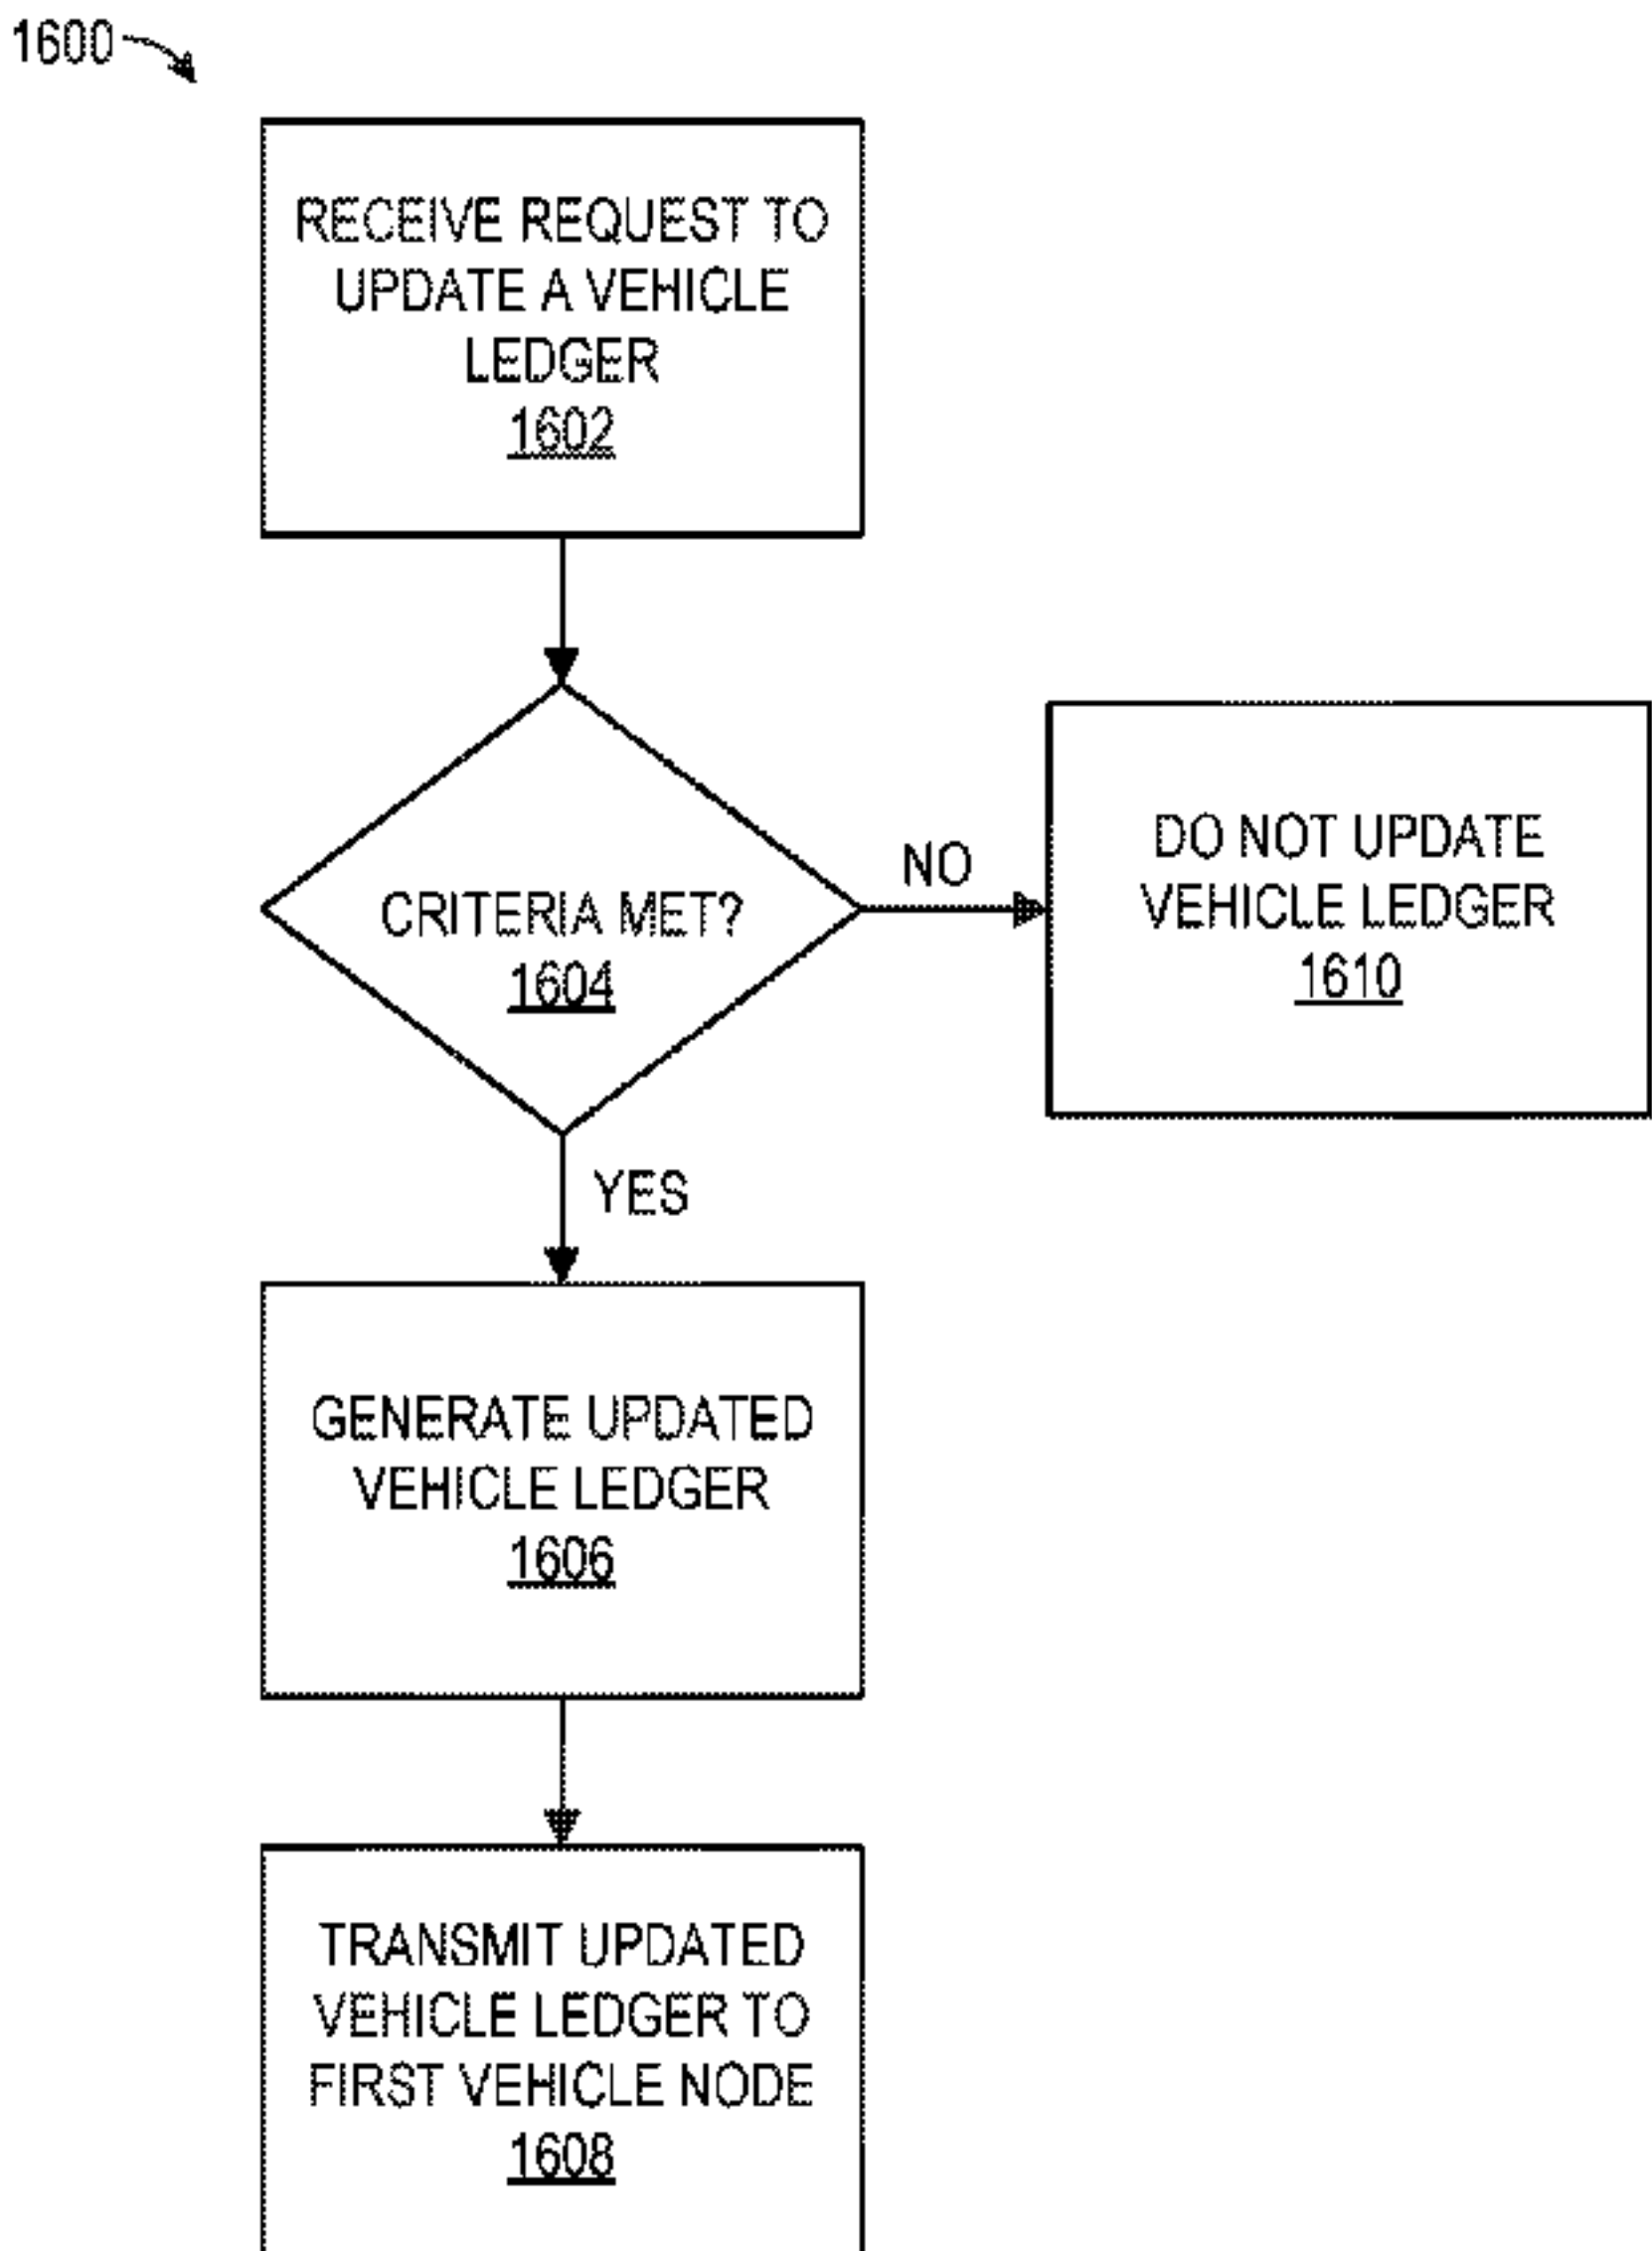 1600
RECEIVE REQUEST TO
UPDATE A VEHICLE
LEDGER
1602
CRITERIA MET?
1604
NO
DO NOT UPDATE
VEHICLE LEDGER
1610
YES
GENERATE UPDATED
VEHICLE LEDGER
1606
TRANSMIT UPDATED
VEHICLE LEDGER TO
FIRST VEHICLE NODE
1608